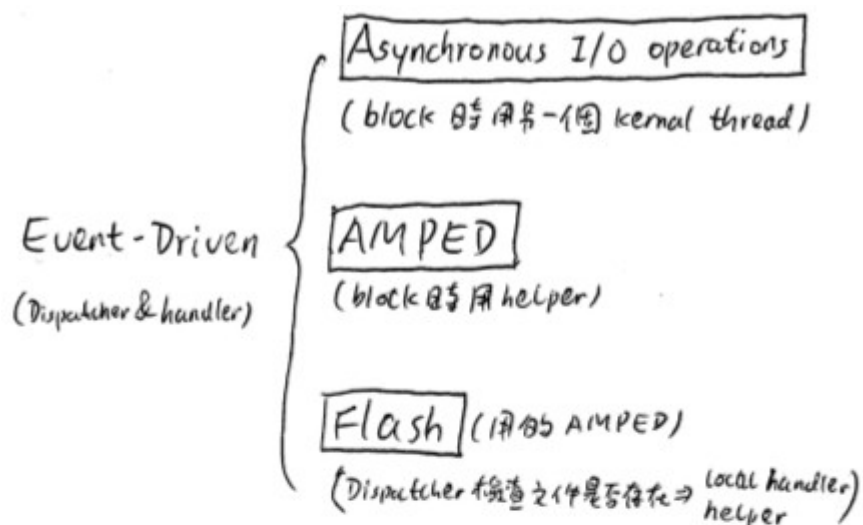 Asynchronous I/O operations
(block 時用另一個 kernal thread)
Event-Driven
(Dispatcher & handler)
AMPED
(block 時用 helper)
Flash (用的 AMPED)
(Dispatcher 檢查文件是否存在 ⇒ local handler
helper)